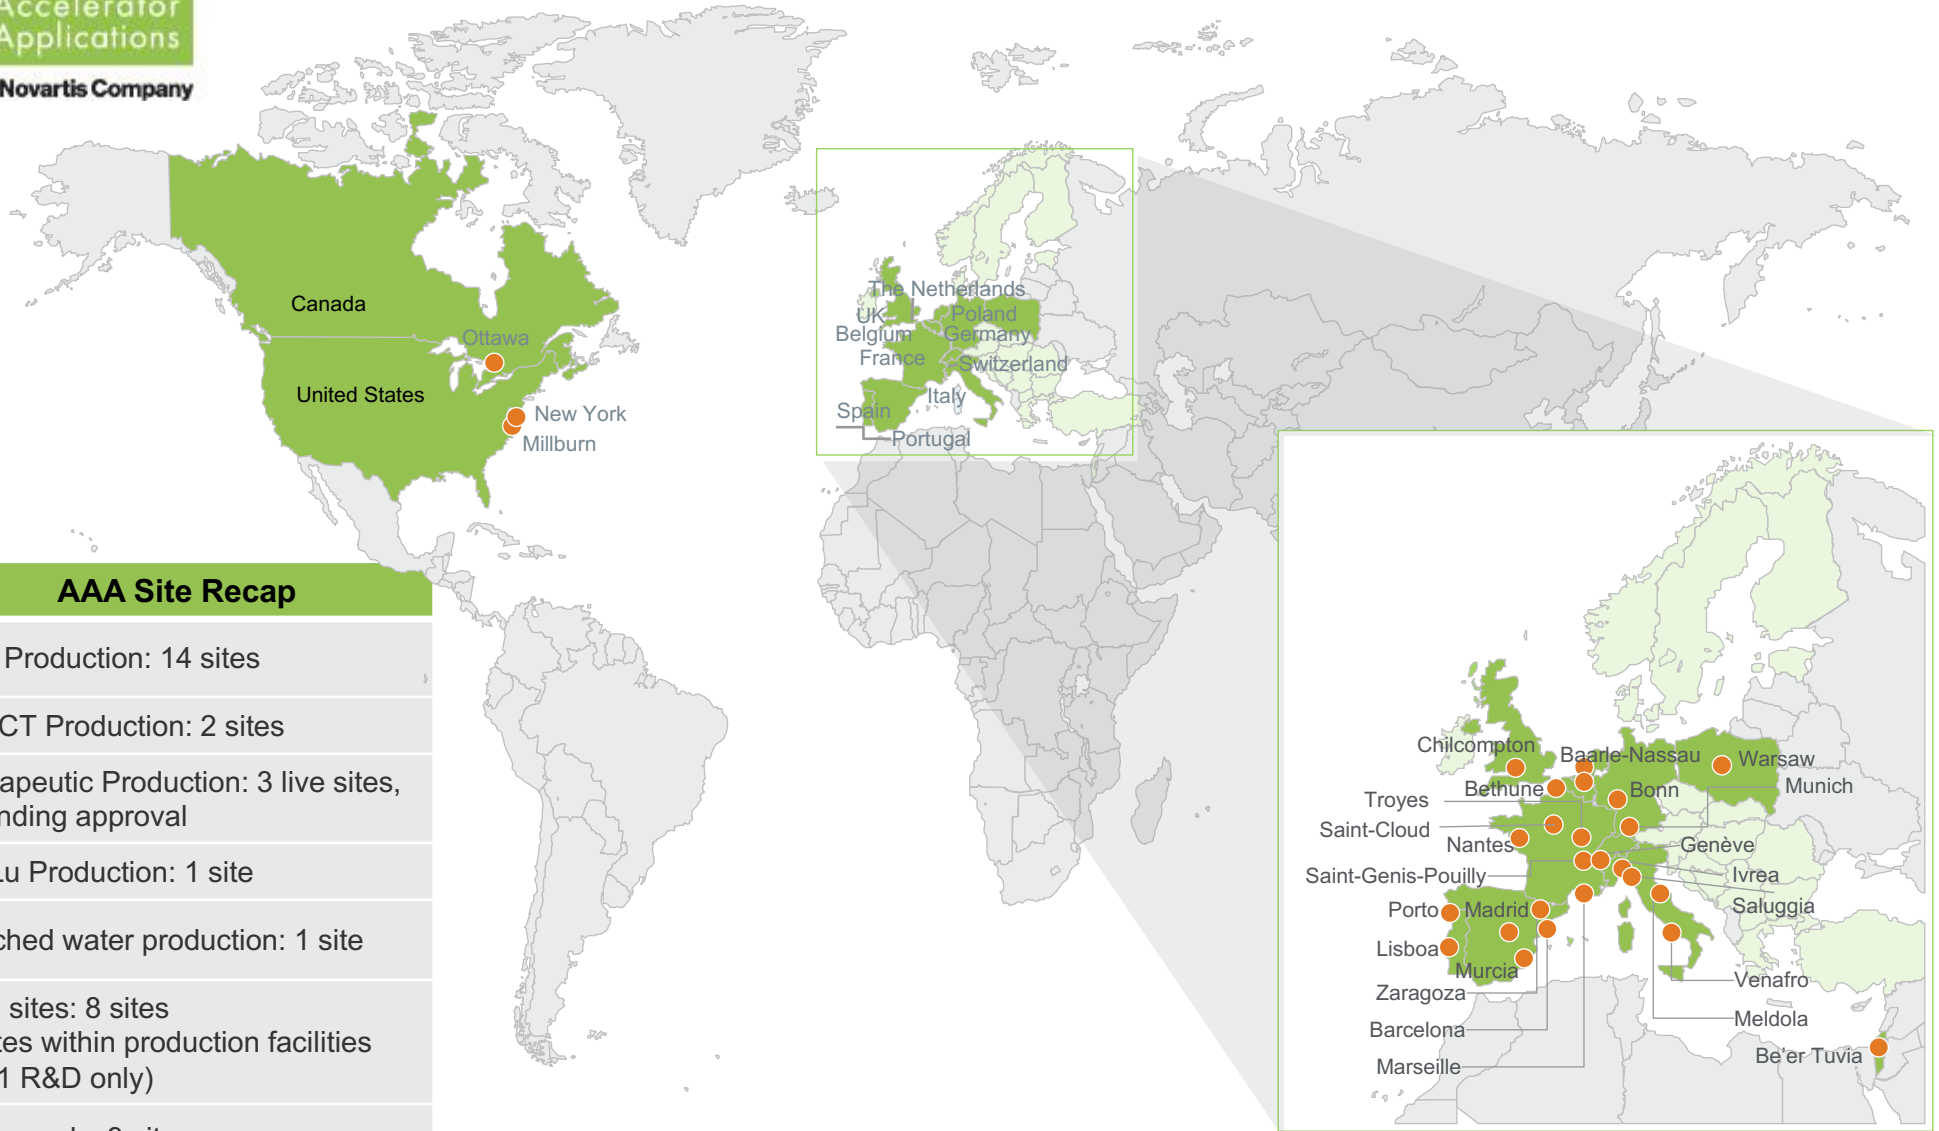 Accelerator
Applications
Novartis Company
Canada
Ottawa
United States
New York
Millburn
The Netherlands
UK
Poland
Belgium
Germany
France
Switzerland
Italy
Spain
Portugal
AAA Site Recap
Production: 14 sites
CT Production: 2 sites
apeutic Production: 3 live sites,
nding approval
Lu Production: 1 site
ched water production: 1 site
sites: 8 sites
tes within production facilities
1 R&D only)
Chilcompton
Baarle-Nassau
Warsaw
Munich
Bethune
Bonn
Troyes
Saint-Cloud
Nantes
Genève
Saint-Genis-Pouilly
Ivrea
Saluggia
Porto
Madrid
Lisboa
Murcia
Venafro
Zaragoza
Meldola
Barcelona
Be'er Tuvia
Marseille